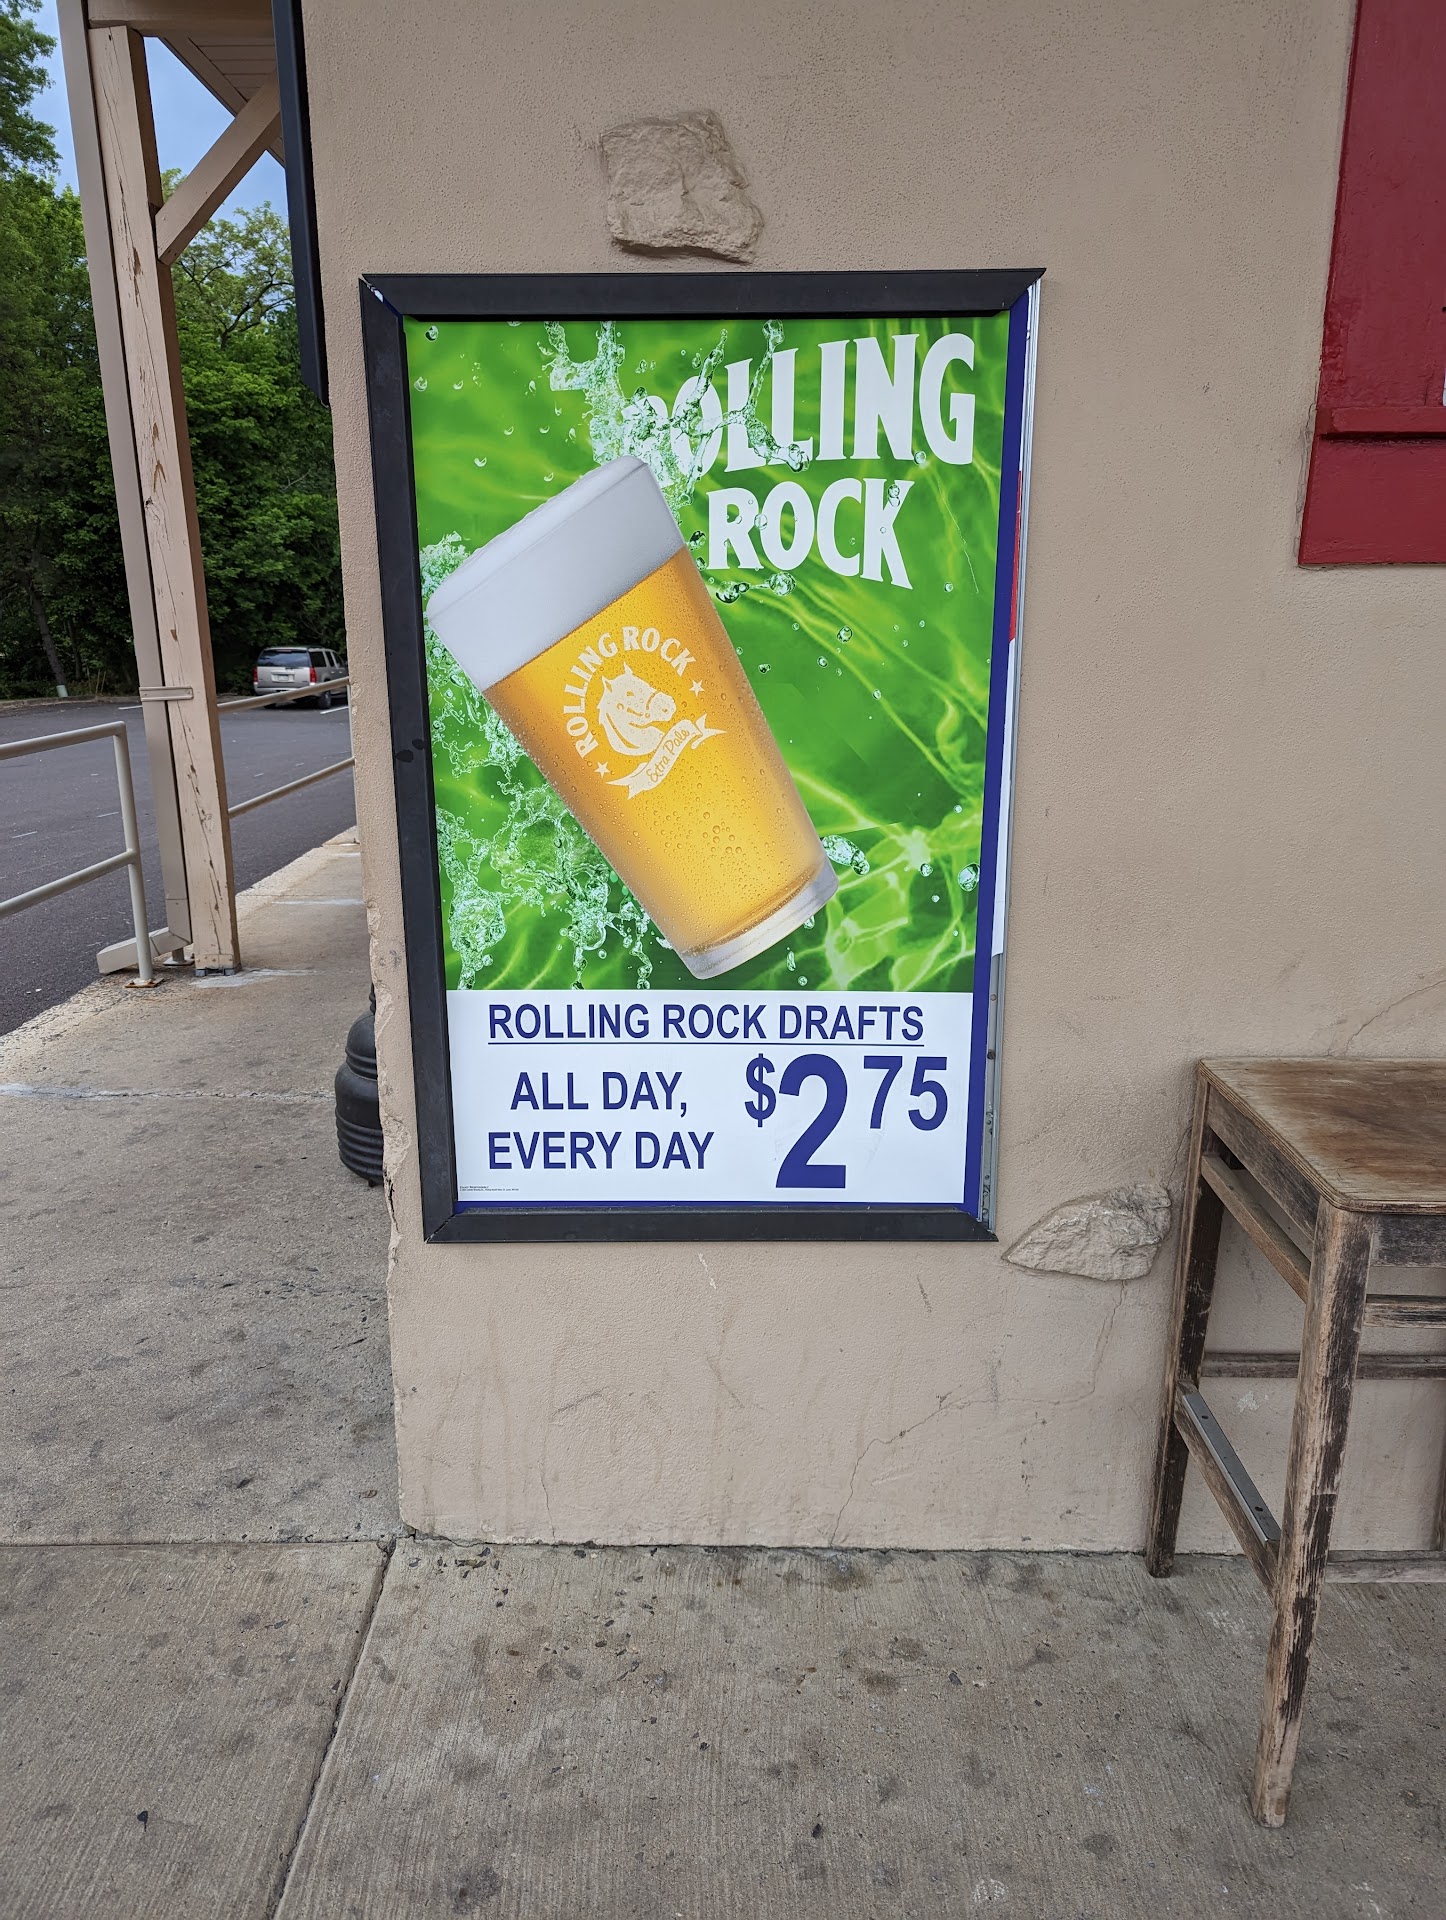 ROLLING
ROCK
ROLLING ROCK
Extra Pale
ROLLING ROCK DRAFTS
ALL DAY,
EVERY DAY
$2 75